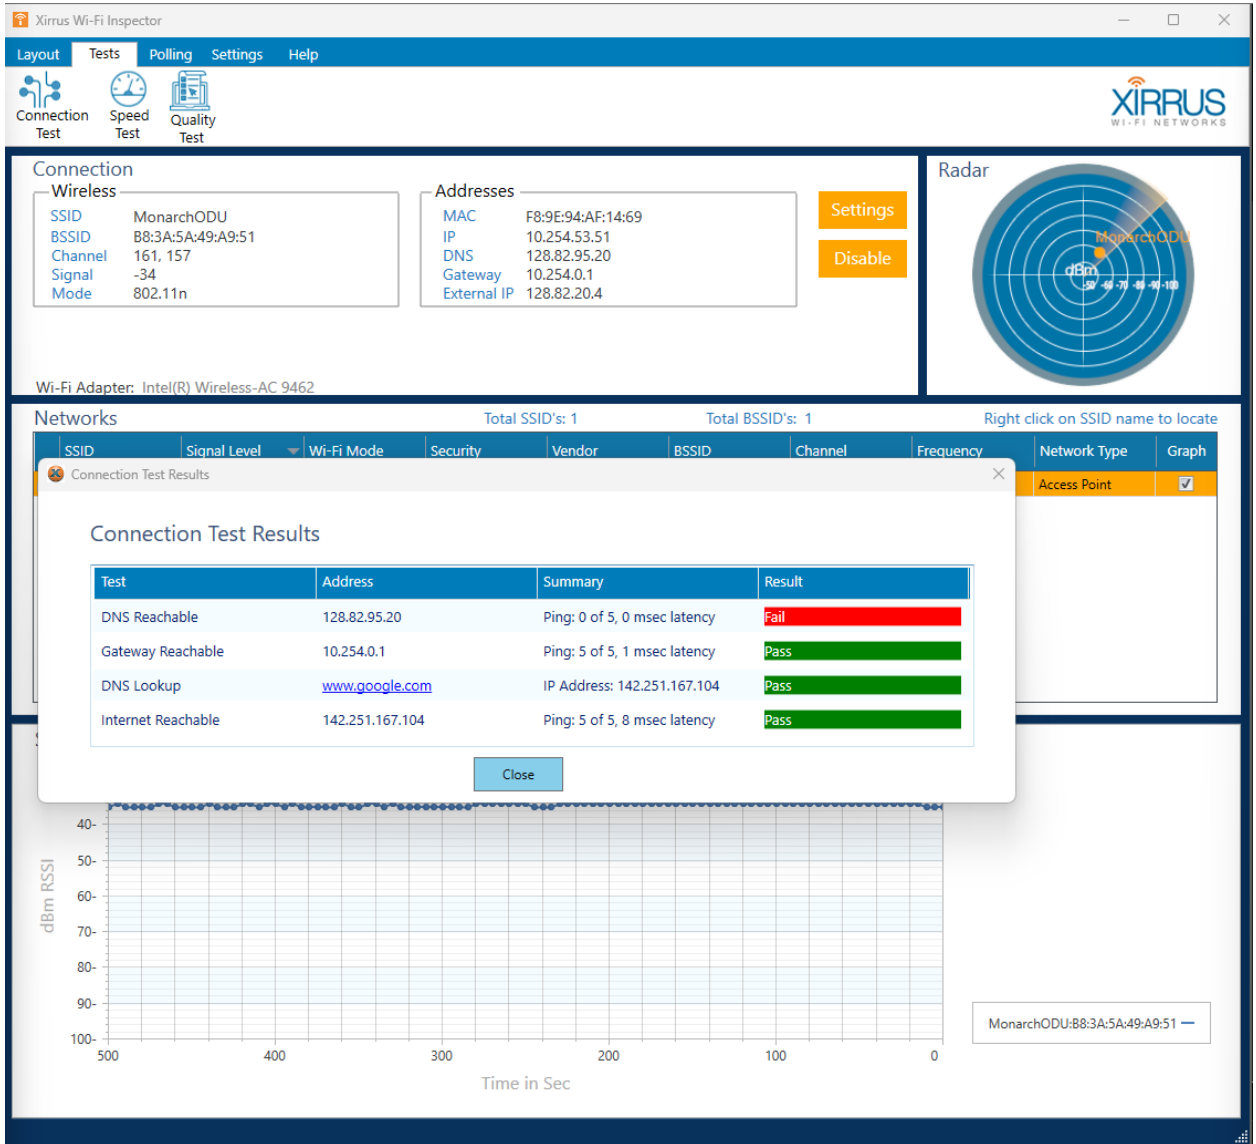 Xirrus Wi-Fi Inspector
Layout Tests Polling Settings Help
Connection Test
Speed Test
Quality Test
XIRRUS
WI-FI NETWORKS
Connection
Wireless
SSID MonarchODU
BSSID B8:3A:5A:49:A9:51
Channel 161, 157
Signal -34
Mode 802.11n
Addresses
MAC F8:9E:94:AF:14:69
IP 10.254.53.51
DNS 128.82.95.20
Gateway 10.254.0.1
External IP 128.82.20.4
Settings
Disable
Wi-Fi Adapter: Intel(R) Wireless-AC 9462
Radar
MonarchODU
dBm
-50 -60 -70 -80 -90 -100
Networks Total SSID's: 1 Total BSSID's: 1 Right click on SSID name to locate
SSID Signal Level Wi-Fi Mode Security Vendor BSSID Channel Frequency Network Type Graph
Access Point
Connection Test Results
Connection Test Results
Test Address Summary Result
DNS Reachable 128.82.95.20 Ping: 0 of 5, 0 msec latency Fail
Gateway Reachable 10.254.0.1 Ping: 5 of 5, 1 msec latency Pass
DNS Lookup www.google.com IP Address: 142.251.167.104 Pass
Internet Reachable 142.251.167.104 Ping: 5 of 5, 8 msec latency Pass
Close
40-
50-
60-
70-
80-
90-
100-
dBm RSSI
500 400 300 200 100 0
Time in Sec
MonarchODU:B8:3A:5A:49:A9:51